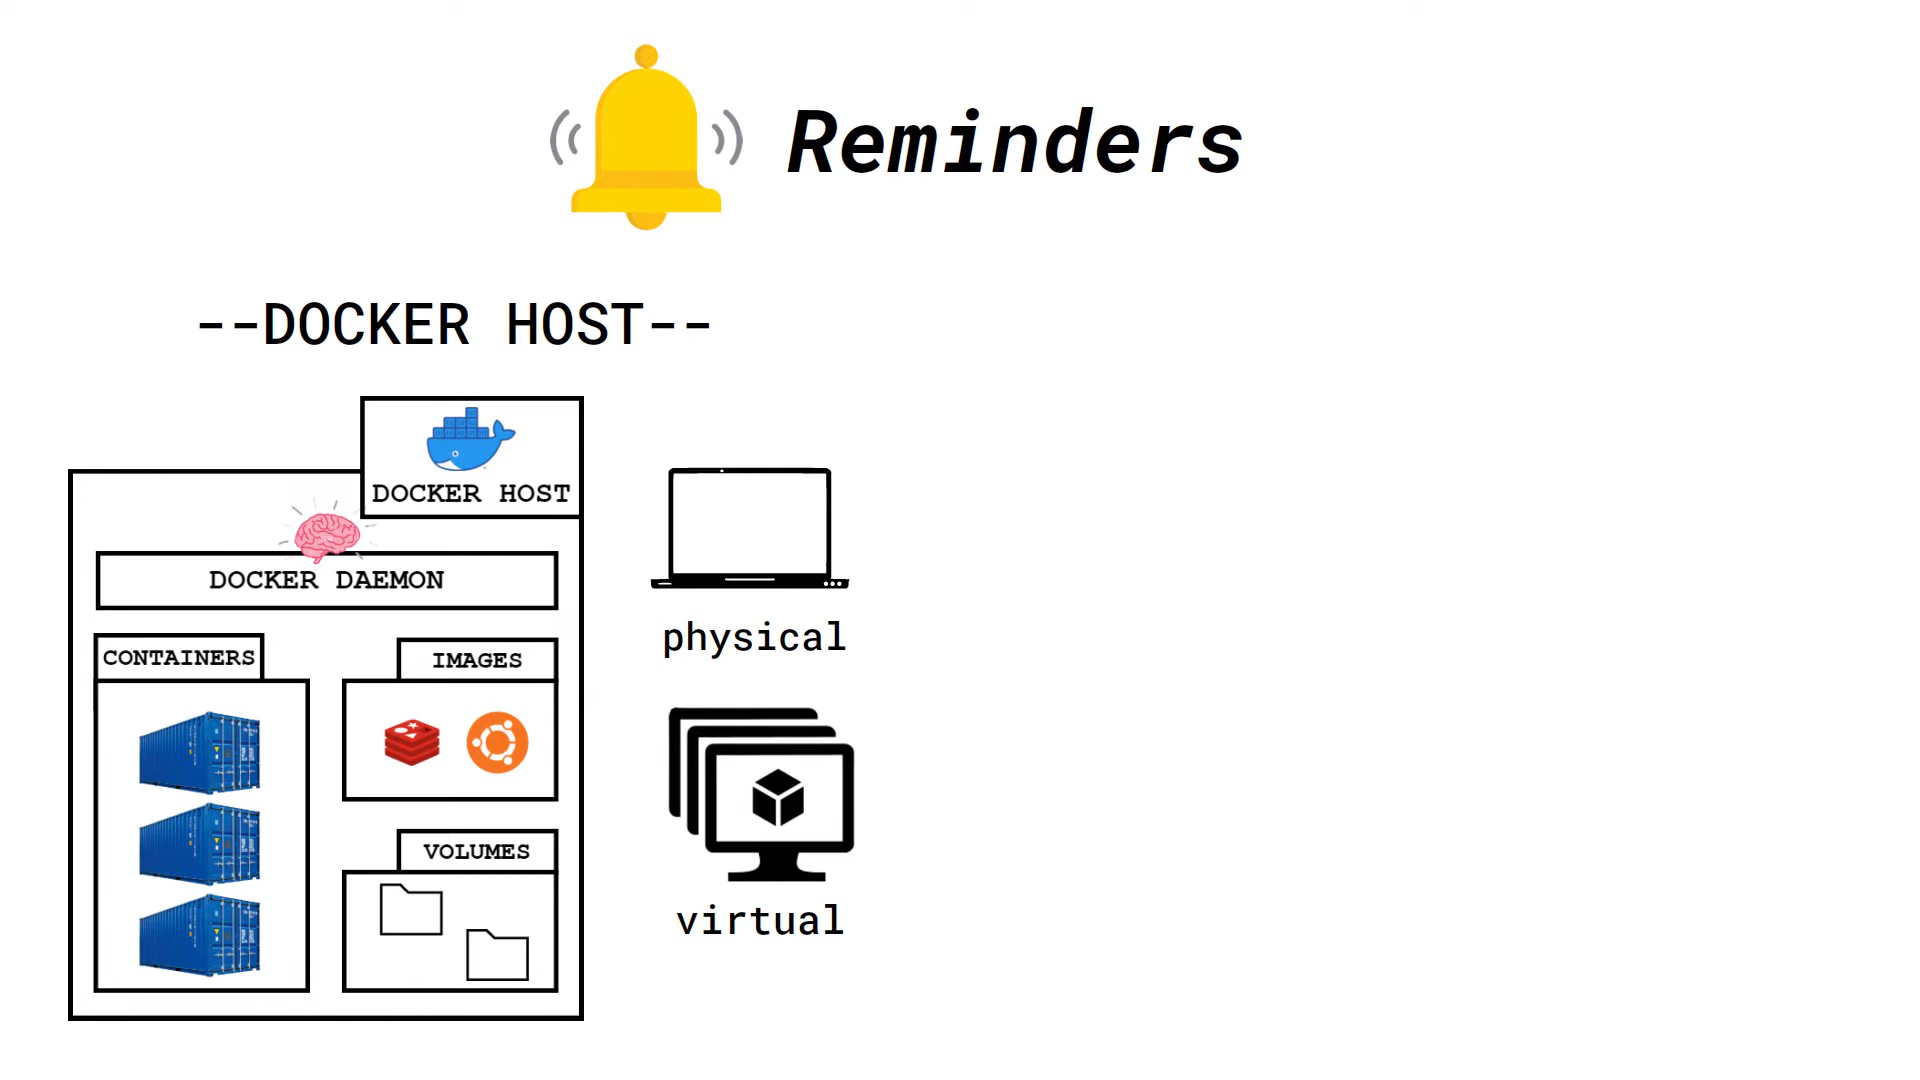 Reminders
--DOCKER HOST--
DOCKER HOST
DOCKER DAEMON
CONTAINERS
IMAGES
VOLUMES
physical
virtual